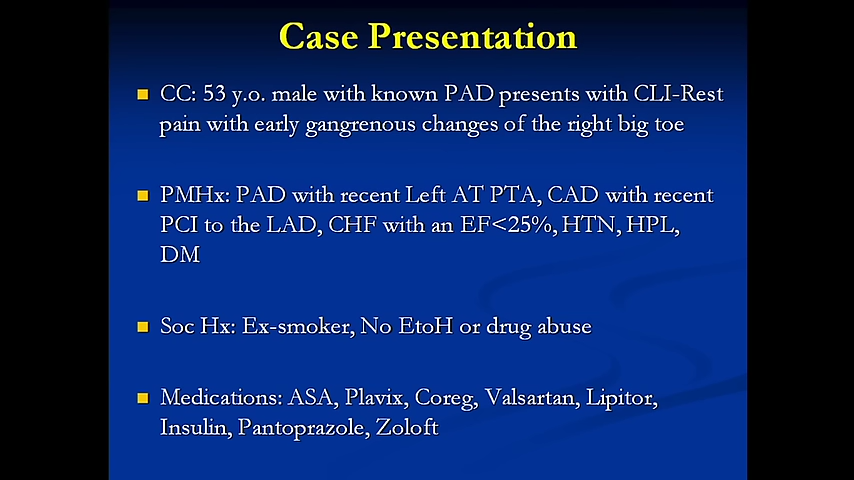 Case Presentation
CC: 53 y.o. male with known PAD presents with CLI-Rest
pain with early gangrenous changes of the right big toe
PMHx: PAD with recent Left AT PTA, CAD with recent
PCI to the LAD, CHF with an EF<25%, HTN, HPL,
DM
Soc Hx: Ex-smoker, No EtoH or drug abuse
Medications: ASA, Plavix, Coreg, Valsartan, Lipitor,
Insulin, Pantoprazole, Zoloft